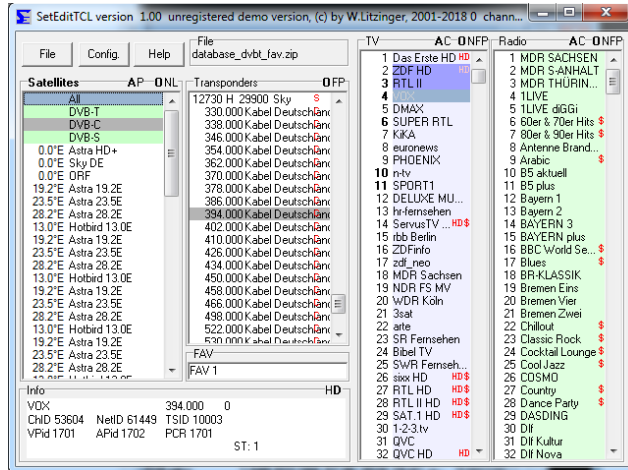 SetEditTCL version 1.00 unregistered demo version, (c) by W.Litzinger, 2001-2018 0 chann...
File
Config.
Help
File
database_dvbt_fav.zip
Satellites AP ONL
All
DVB-T
DVB-C
DVB-S
0.0°E Astra HD+
0.0°E Sky DE
0.0°E ORF
19.2°E Astra 19.2E
23.5°E Astra 23.5E
28.2°E Astra 28.2E
13.0°E Hotbird 13.0E
19.2°E Astra 19.2E
23.5°E Astra 23.5E
28.2°E Astra 28.2E
13.0°E Hotbird 13.0E
19.2°E Astra 19.2E
23.5°E Astra 23.5E
28.2°E Astra 28.2E
13.0°E Hotbird 13.0E
19.2°E Astra 19.2E
23.5°E Astra 23.5E
28.2°E Astra 28.2E
Transponders OFP
12730 H 29900 Sky S
330.000 Kabel Deutschland
338.000 Kabel Deutschland
346.000 Kabel Deutschland
354.000 Kabel Deutschland
362.000 Kabel Deutschland
370.000 Kabel Deutschland
378.000 Kabel Deutschland
386.000 Kabel Deutschland
394.000 Kabel Deutschland
402.000 Kabel Deutschland
410.000 Kabel Deutschland
426.000 Kabel Deutschland
434.000 Kabel Deutschland
450.000 Kabel Deutschland
458.000 Kabel Deutschland
466.000 Kabel Deutschland
498.000 Kabel Deutschland
522.000 Kabel Deutschland
530.000 Kabel Deutschland
FAV
FAV 1
Info HD
VOX 394.000 0
ChID 53604 NetID 61449 TSID 10003
VPid 1701 APid 1702 PCR 1701
ST: 1
TV AC ONFP
1 Das Erste HD HD
2 ZDF HD HD
3 RTL II
4 VOX
5 DMAX
6 SUPER RTL
7 KiKA
8 euronews
9 PHOENIX
10 n-tv
11 SPORT1
12 DELUXE MU...
13 hr-fernsehen
14 ServusTV ... HD$
15 rbb Berlin
16 ZDFinfo
17 zdf_neo
18 MDR Sachsen
19 NDR FS MV
20 WDR Köln
21 3sat
22 arte
23 SR Fernsehen
24 Bibel TV
25 SWR Fernseh...
26 sixx HD HD$
27 RTL HD HD$
28 RTL II HD HD$
29 SAT.1 HD HD$
30 1-2-3.tv
31 QVC
32 QVC HD HD
Radio AC ONFP
1 MDR SACHSEN
2 MDR S-ANHALT
3 MDR THÜRIN...
4 1LIVE
5 1LIVE diGGi
6 60er & 70er Hits $
7 80er & 90er Hits $
8 Antenne Brand...
9 Arabic $
10 B5 aktuell
11 B5 plus
12 Bayern 1
13 Bayern 2
14 BAYERN 3
15 BAYERN plus
16 BBC World Se... $
17 Blues $
18 BR-KLASSIK
19 Bremen Eins
20 Bremen Vier
21 Bremen Zwei
22 Chillout $
23 Classic Rock $
24 Cocktail Lounge $
25 Cool Jazz $
26 COSMO
27 Country $
28 Dance Party $
29 DASDING
30 Dlf
31 Dlf Kultur
32 Dlf Nova